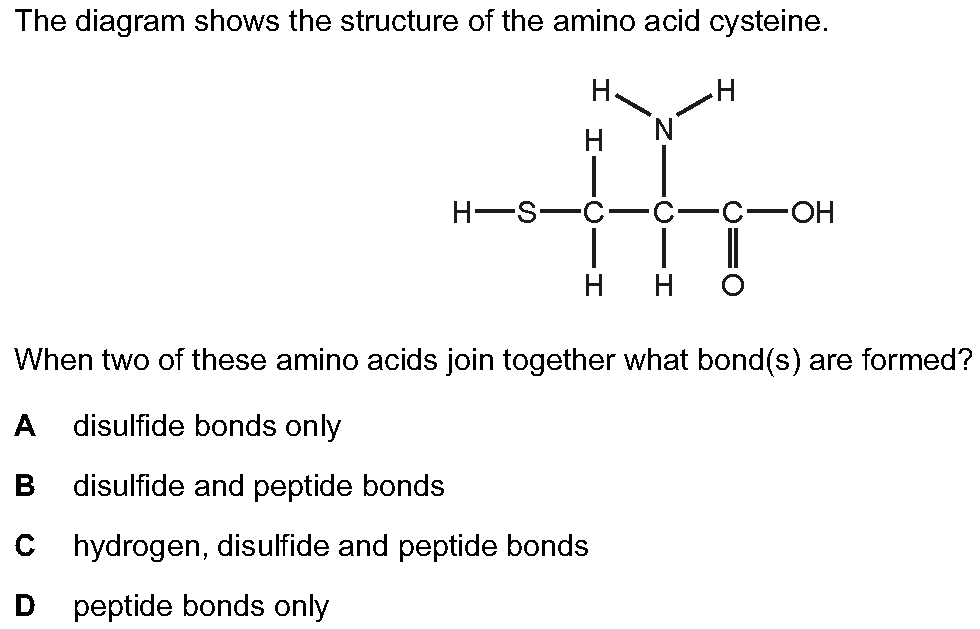 The diagram shows the structure of the amino acid cysteine.
H H
N
H
H S C C C OH
H H O
When two of these amino acids join together what bond(s) are formed?
A disulfide bonds only
B disulfide and peptide bonds
C hydrogen, disulfide and peptide bonds
D peptide bonds only